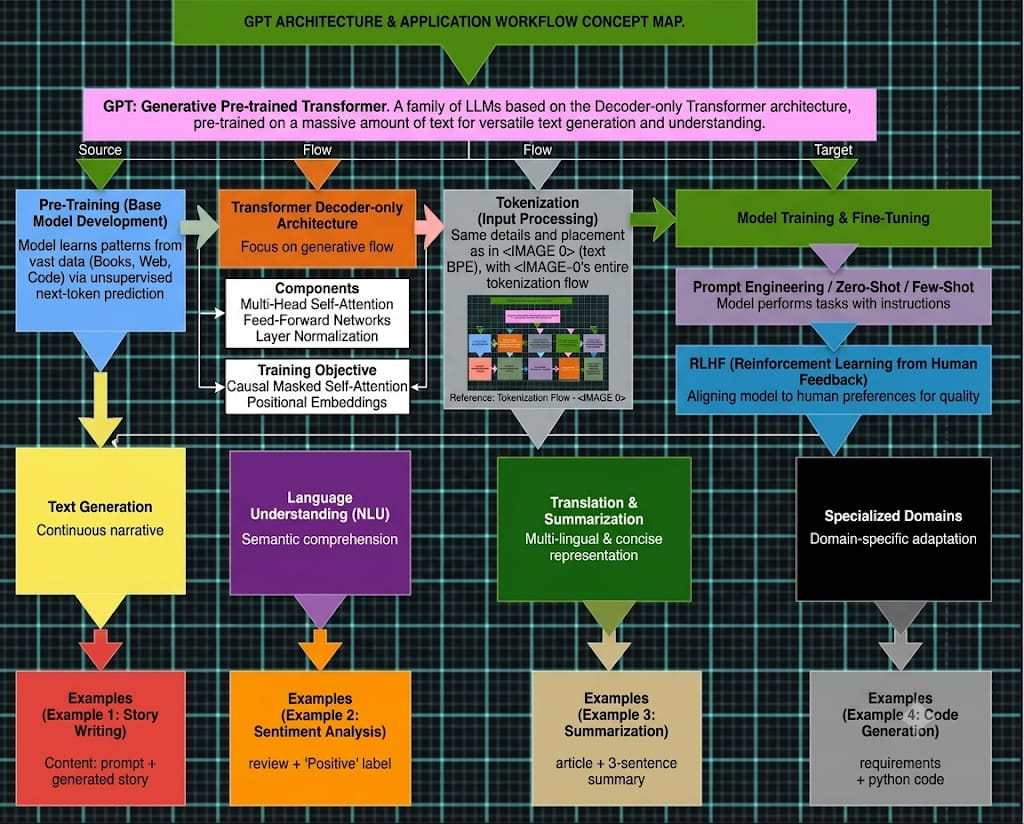 GPT ARCHITECTURE & APPLICATION WORKFLOW CONCEPT MAP.
GPT: Generative Pre-trained Transformer. A family of LLMs based on the Decoder-only Transformer architecture,
pre-trained on a massive amount of text for versatile text generation and understanding.
Source
Flow
Flow
Target
Pre-Training (Base
Model Development)
Model learns patterns from
vast data (Books, Web,
Code) via unsupervised
next-token prediction
Transformer Decoder-only
Architecture
Focus on generative flow
Components
Multi-Head Self-Attention
Feed-Forward Networks
Layer Normalization
Training Objective
Causal Masked Self-Attention
Positional Embeddings
Tokenization
(Input Processing)
Same details and placement
as in <IMAGE 0> (text
BPE), with <IMAGE-0's entire
tokenization flow
Reference: Tokenization Flow - <IMAGE 0>
Model Training & Fine-Tuning
Prompt Engineering / Zero-Shot / Few-Shot
Model performs tasks with instructions
RLHF (Reinforcement Learning from Human
Feedback)
Aligning model to human preferences for quality
Text Generation
Continuous narrative
Language
Understanding (NLU)
Semantic comprehension
Translation &
Summarization
Multi-lingual & concise
representation
Specialized Domains
Domain-specific adaptation
Examples
(Example 1: Story
Writing)
Content: prompt +
generated story
Examples
(Example 2:
Sentiment Analysis)
review + 'Positive' label
Examples
(Example 3:
Summarization)
article + 3-sentence
summary
Examples
(Example 4: Code
Generation)
requirements
+ python code